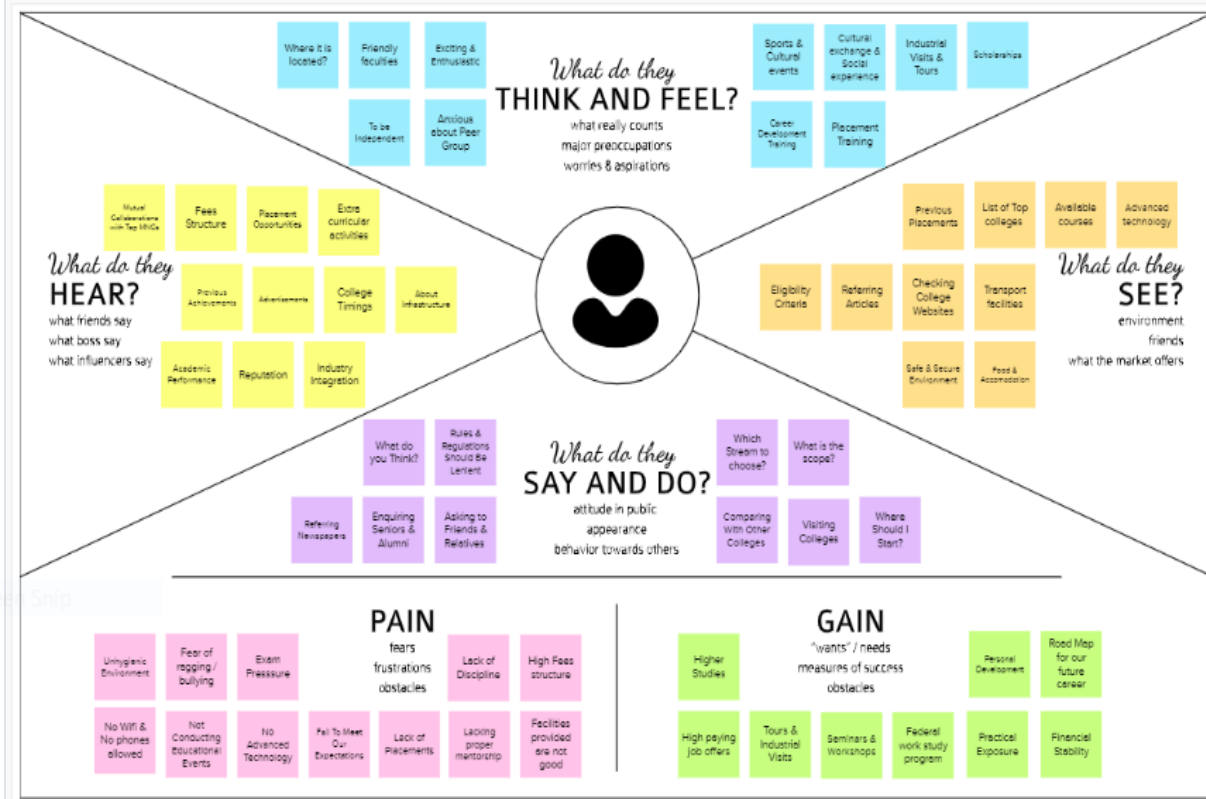 Where it is
located?
Friendly
faculties
Exciting &
Enthusiastic
To be
Independent
Anxious
about Peer
Group
What do they
THINK AND FEEL?
what really counts
major preoccupations
worries & aspirations
Sports &
Cultural
events
Cultural
exchange &
Social
experience
Industrial
Visits &
Tours
Scholarships
Career
Development
Training
Placement
Training
Mutual
Collaborations
with Top MNCs
Fees
Structure
Placement
Opportunities
Extra
curricular
activities
What do they
HEAR?
what friends say
what boss say
what influencers say
Previous
Achievements
Advertisements
College
Timings
About
Infrastructure
Academic
Performance
Reputation
Industry
Integration
Previous
Placements
List of Top
colleges
Available
courses
Advanced
technology
Eligibility
Criteria
Referring
Articles
Checking
College
Websites
Transport
facilities
What do they
SEE?
environment
friends
what the market offers
Safe & Secure
Environment
Food &
Accomodation
What do
you Think?
Rules &
Regulations
Should Be
Lenient
Referring
Newspapers
Enquiring
Seniors &
Alumni
Asking to
Friends &
Relatives
What do they
SAY AND DO?
attitude in public
appearance
behavior towards others
Which
Stream to
choose?
What is the
scope?
Comparing
With Other
Colleges
Visiting
Colleges
Where
Should I
Start?
en Snip
PAIN
fears
frustrations
obstacles
Unhygienic
Environment
Fear of
ragging /
bullying
Exam
Presssure
Lack of
Discipline
High Fees
structure
No Wifi &
No phones
allowed
Not
Conducting
Educational
Events
No
Advanced
Technology
Fail To Meet
Our
Expectations
Lack of
Placements
Lacking
proper
mentorship
Facilities
provided
are not
good
GAIN
"wants" / needs
measures of success
obstacles
Higher
Studies
Personal
Development
Road Map
for our
future
career
High paying
job offers
Tours &
Industrial
Visits
Seminars &
Workshops
Federal
work study
program
Practical
Exposure
Financial
Stability